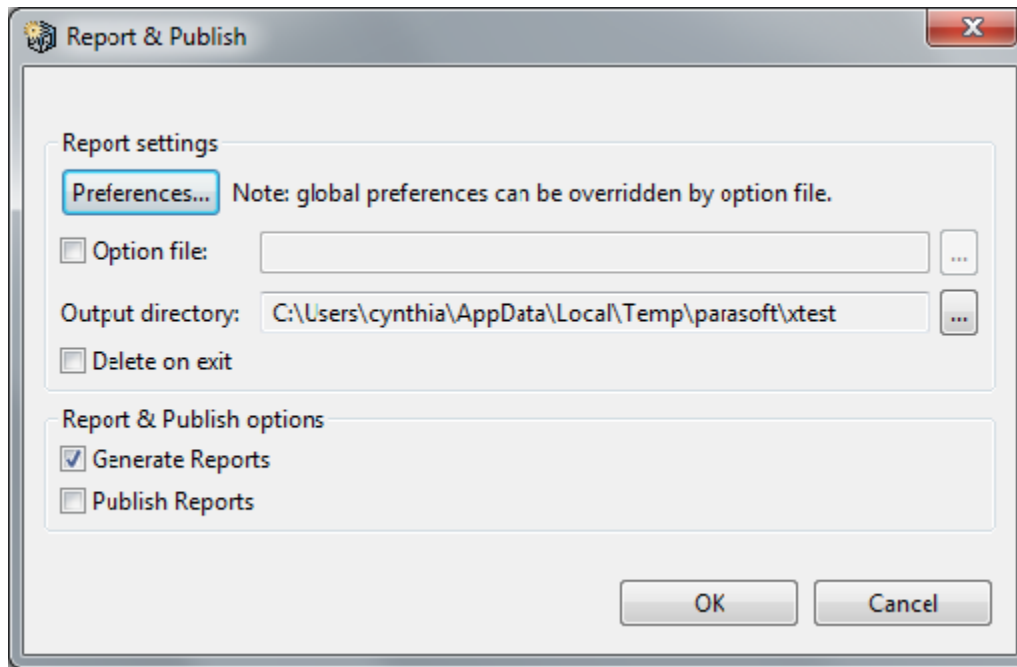 Report & Publish
Report settings
Preferences... Note: global preferences can be overridden by option file.
Option file: ...
Output directory: C:\Users\cynthia\AppData\Local\Temp\parasoft\xtest ...
Delete on exit
Report & Publish options
Generate Reports
Publish Reports
OK Cancel